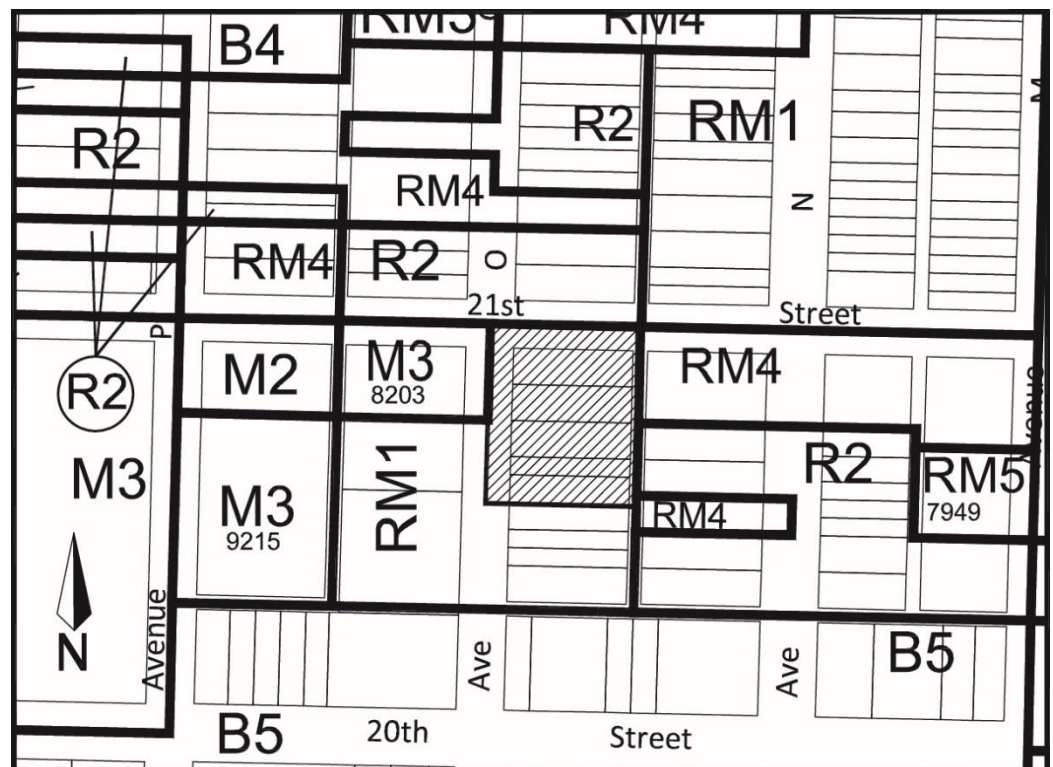 RM3
RM4
B4
R2
R2
RM1
M
RM4
N
RM4
R2
O
21st
Street
P
M2
M3
8203
RM4
R2
Avenue
R2
M3
M3
9215
RM1
RM4
RM5
7949
N
Avenue
Ave
Ave
B5
B5
20th
Street